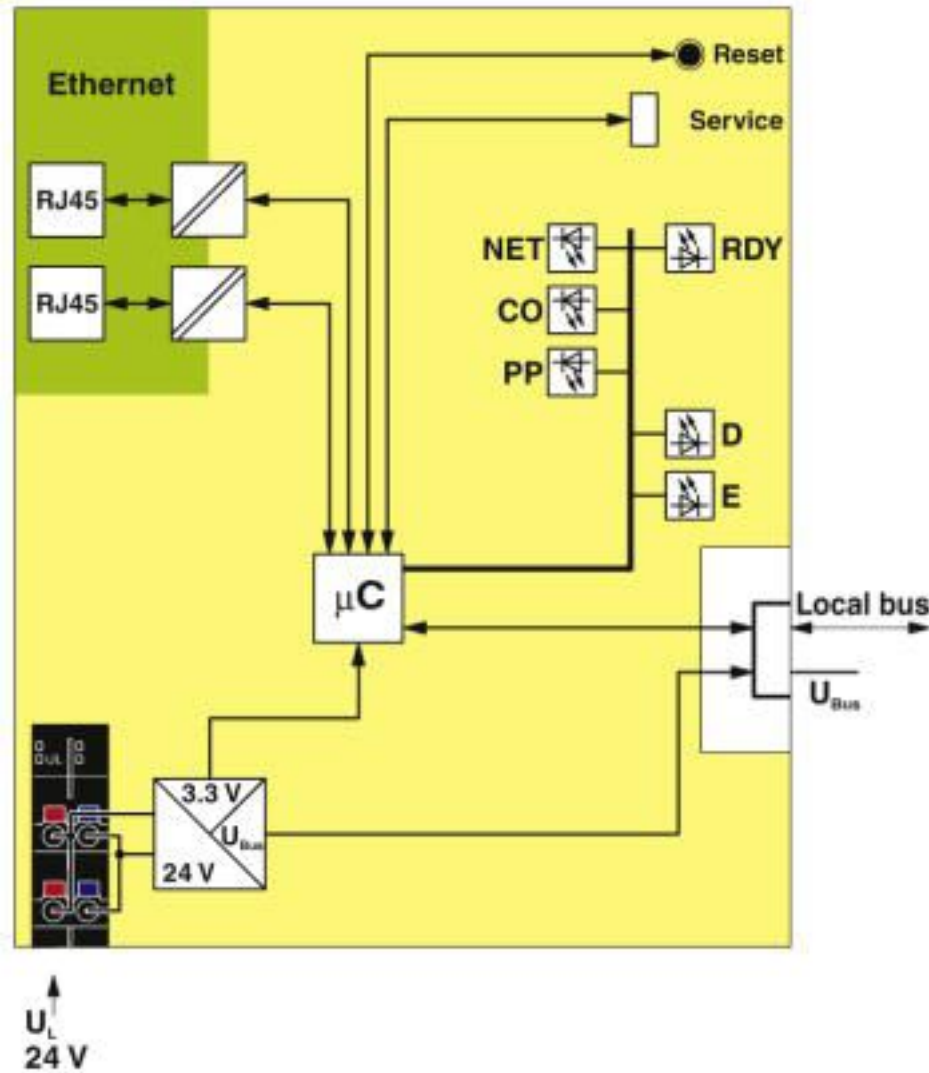 Ethernet
Reset
Service
RJ45
RJ45
NET
RDY
CO
PP
D
E
µC
Local bus
U_Bus
UL
3.3 V
U_Bus
24 V
U_L
24 V